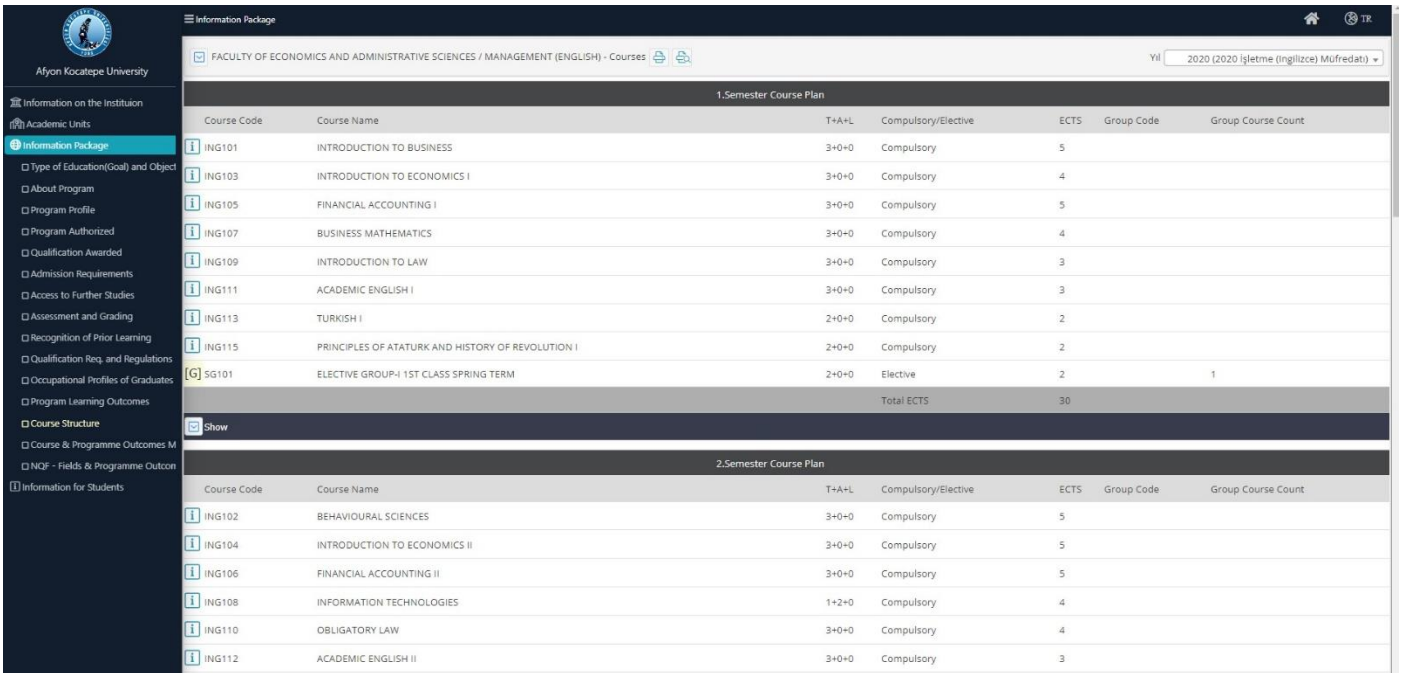 Afyon Kocatepe University
Information on the Instituion
Academic Units
Information Package
Type of Education(Goal) and Object
About Program
Program Profile
Program Authorized
Qualification Awarded
Admission Requirements
Access to Further Studies
Assessment and Grading
Recognition of Prior Learning
Qualification Req. and Regulations
Occupational Profiles of Graduates
Program Learning Outcomes
Course Structure
Course & Programme Outcomes M
NQF - Fields & Programme Outcon
Information for Students
Information Package TR
FACULTY OF ECONOMICS AND ADMINISTRATIVE SCIENCES / MANAGEMENT (ENGLISH) - Courses Yıl 2020 (2020 İşletme (İngilizce) Müfredatı)
1.Semester Course Plan
Course Code Course Name T+A+L Compulsory/Elective ECTS Group Code Group Course Count
i ING101 INTRODUCTION TO BUSINESS 3+0+0 Compulsory 5
i ING103 INTRODUCTION TO ECONOMICS I 3+0+0 Compulsory 4
i ING105 FINANCIAL ACCOUNTING I 3+0+0 Compulsory 5
i ING107 BUSINESS MATHEMATICS 3+0+0 Compulsory 4
i ING109 INTRODUCTION TO LAW 3+0+0 Compulsory 3
i ING111 ACADEMIC ENGLISH I 3+0+0 Compulsory 3
i ING113 TURKISH I 2+0+0 Compulsory 2
i ING115 PRINCIPLES OF ATATURK AND HISTORY OF REVOLUTION I 2+0+0 Compulsory 2
[G] SG101 ELECTIVE GROUP-I 1ST CLASS SPRING TERM 2+0+0 Elective 2 1
Total ECTS 30
Show
2.Semester Course Plan
Course Code Course Name T+A+L Compulsory/Elective ECTS Group Code Group Course Count
i ING102 BEHAVIOURAL SCIENCES 3+0+0 Compulsory 5
i ING104 INTRODUCTION TO ECONOMICS II 3+0+0 Compulsory 5
i ING106 FINANCIAL ACCOUNTING II 3+0+0 Compulsory 5
i ING108 INFORMATION TECHNOLOGIES 1+2+0 Compulsory 4
i ING110 OBLIGATORY LAW 3+0+0 Compulsory 4
i ING112 ACADEMIC ENGLISH II 3+0+0 Compulsory 3